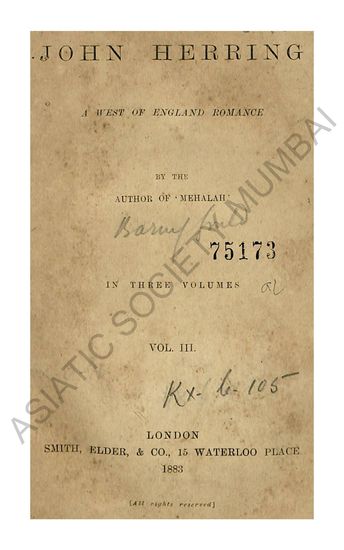 JOHN HERRING
A WEST OF ENGLAND ROMANCE
BY THE
AUTHOR OF 'MEHALAH'
75173
IN THREE VOLUMES
VOL. III.
Kx-6-105
LONDON
SMITH, ELDER, & CO., 15 WATERLOO PLACE
1883
[All rights reserved]
ASIATIC SOCIETY, MUMBAI